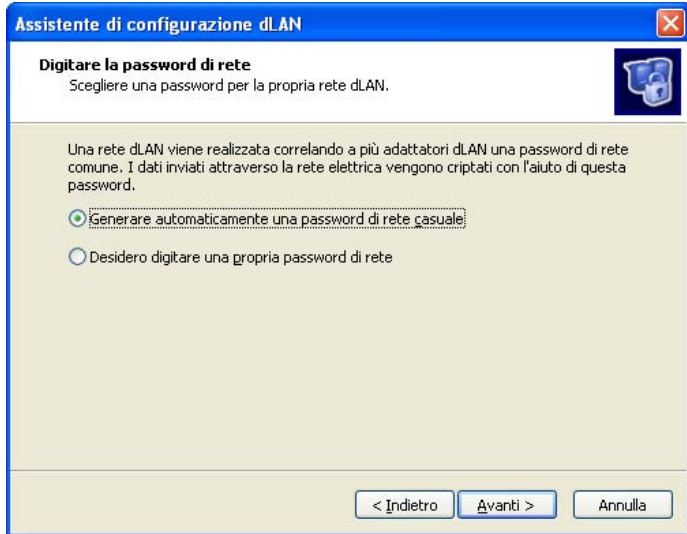 Assistente di configurazione dLAN
Digitare la password di rete
Scegliere una password per la propria rete dLAN.
Una rete dLAN viene realizzata correlando a più adattatori dLAN una password di rete
comune. I dati inviati attraverso la rete elettrica vengono criptati con l'aiuto di questa
password.
Generare automaticamente una password di rete casuale
Desidero digitare una propria password di rete
< Indietro
Avanti >
Annulla